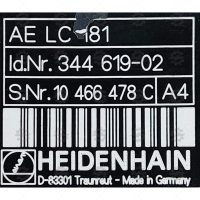 AE LC 181
Id.Nr. 344 619-02
S.Nr. 10 466 478 C A4
HEIDENHAIN
D-83301 Traunreut - Made in Germany